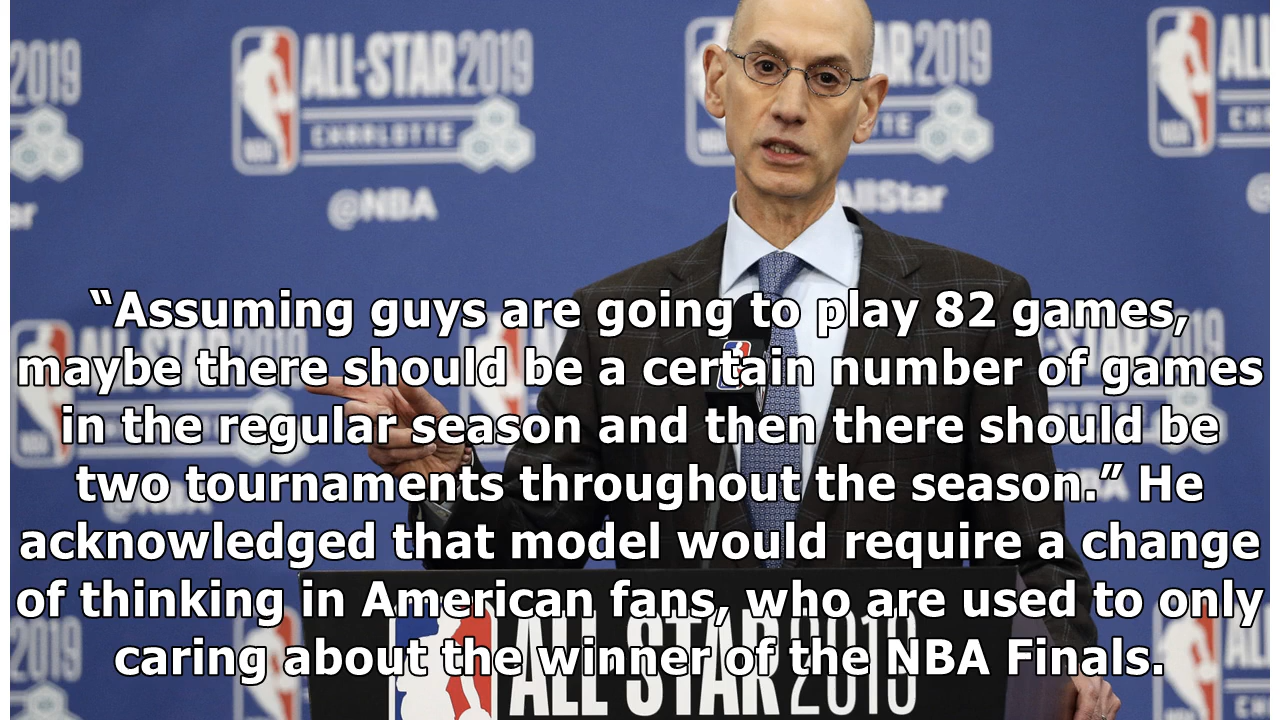 2019
ALL-STAR 2019
CHARLOTTE
NBA
@NBA
AllStar
“Assuming guys are going to play 82 games,
maybe there should be a certain number of games
in the regular season and then there should be
two tournaments throughout the season.” He
acknowledged that model would require a change
of thinking in American fans, who are used to only
caring about the winner of the NBA Finals.
ALL-STAR 2019